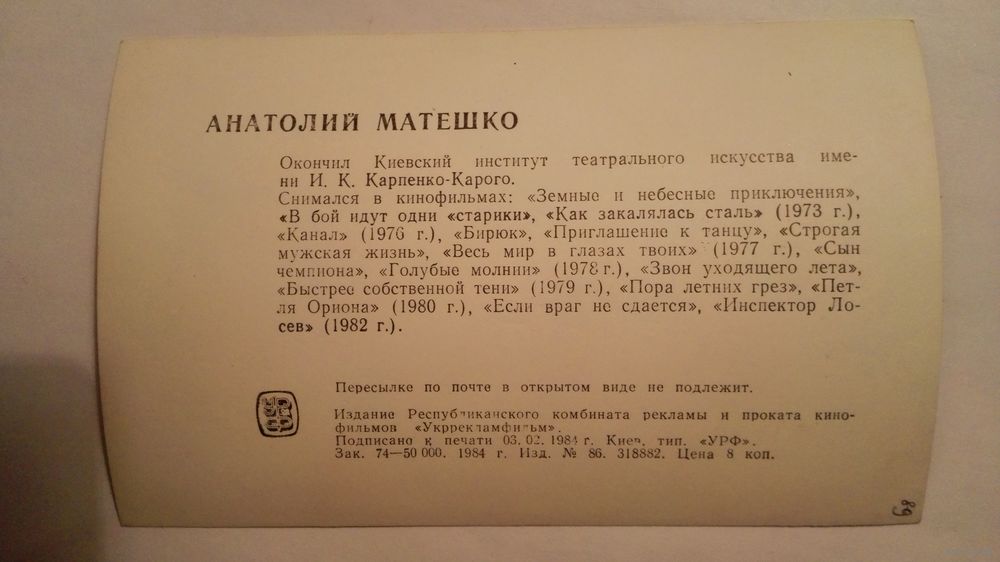 АНАТОЛИЙ МАТЕШКО
Окончил Киевский институт театрального искусства име-
ни И. К. Карпенко-Карого.
Снимался в кинофильмах: «Земные и небесные приключения»,
«В бой идут одни «старики», «Как закалялась сталь» (1973 г.),
«Канал» (1976 г.), «Бирюк», «Приглашение к танцу», «Строгая
мужская жизнь», «Весь мир в глазах твоих» (1977 г.), «Сын
чемпиона», «Голубые молнии» (1978 г.), «Звон уходящего лета»,
«Быстрее собственной тени» (1979 г.), «Пора летних грез», «Пет-
ля Ориона» (1980 г.), «Если враг не сдается», «Инспектор Ло-
сев» (1982 г.).
Пересылке по почте в открытом виде не подлежит.
Издание Республиканского комбината рекламы и проката кино-
фильмов «Укррекламфильм».
Подписано к печати 03. 02. 1984 г. Киев, тип. «УРФ».
Зак. 74—50 000. 1984 г. Изд. № 86. 318882. Цена 8 коп.
89